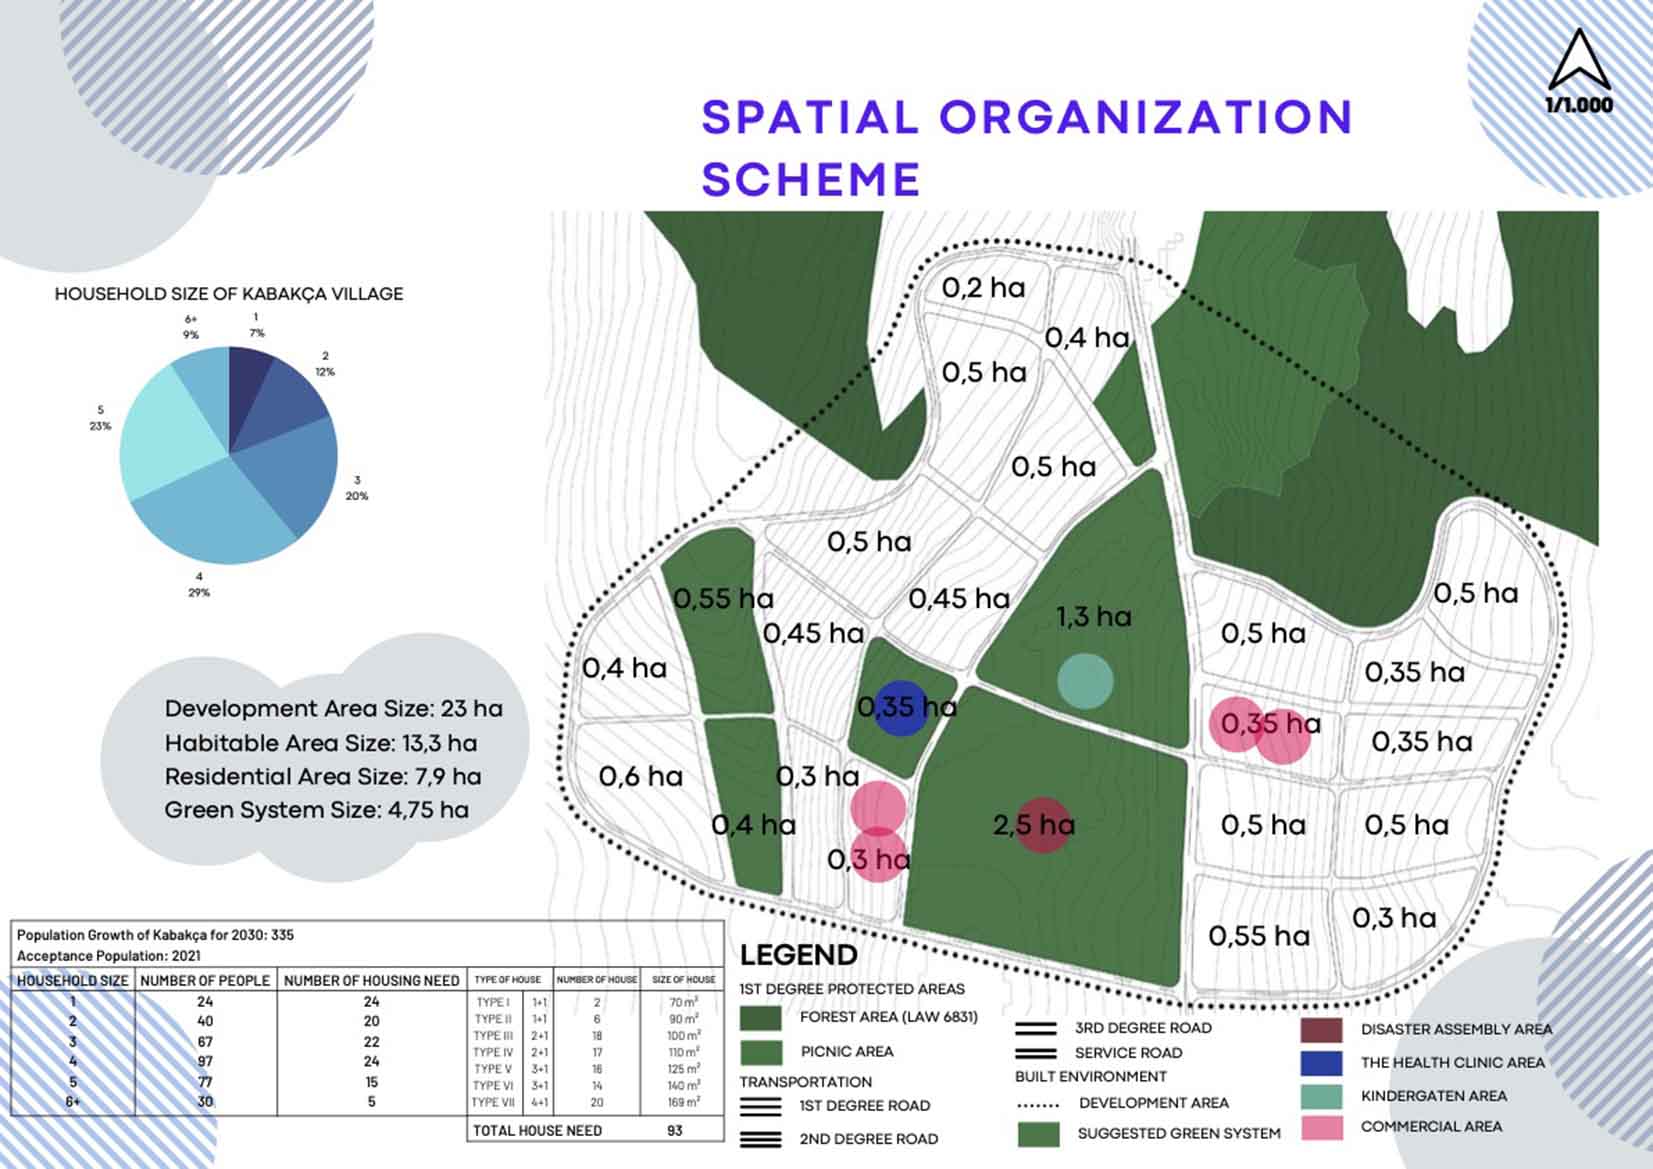 1/1.000
SPATIAL ORGANIZATION
SCHEME
HOUSEHOLD SIZE OF KABAKÇA VILLAGE
6+
9%
1
7%
2
12%
5
23%
3
20%
4
29%
Development Area Size: 23 ha
Habitable Area Size: 13,3 ha
Residential Area Size: 7,9 ha
Green System Size: 4,75 ha
0,2 ha
0,4 ha
0,5 ha
0,5 ha
0,5 ha
0,55 ha
0,45 ha
0,45 ha
1,3 ha
0,5 ha
0,5 ha
0,4 ha
0,35 ha
0,35 ha
0,35 ha
0,35 ha
0,6 ha
0,3 ha
0,4 ha
2,5 ha
0,5 ha
0,5 ha
0,3 ha
0,55 ha
0,3 ha
Population Growth of Kabakça for 2030: 335
Acceptance Population: 2021
HOUSEHOLD SIZE NUMBER OF PEOPLE NUMBER OF HOUSING NEED
1 24 24
2 40 20
3 67 22
4 97 24
5 77 15
6+ 30 5
TYPE OF HOUSE NUMBER OF HOUSE SIZE OF HOUSE
TYPE I 1+1 2 70 m²
TYPE II 1+1 6 90 m²
TYPE III 2+1 18 100 m²
TYPE IV 2+1 17 110 m²
TYPE V 3+1 16 125 m²
TYPE VI 3+1 14 140 m²
TYPE VII 4+1 20 169 m²
TOTAL HOUSE NEED 93
LEGEND
1ST DEGREE PROTECTED AREAS
FOREST AREA (LAW 6831)
PICNIC AREA
TRANSPORTATION
1ST DEGREE ROAD
2ND DEGREE ROAD
3RD DEGREE ROAD
SERVICE ROAD
BUILT ENVIRONMENT
DEVELOPMENT AREA
SUGGESTED GREEN SYSTEM
DISASTER ASSEMBLY AREA
THE HEALTH CLINIC AREA
KINDERGATEN AREA
COMMERCIAL AREA